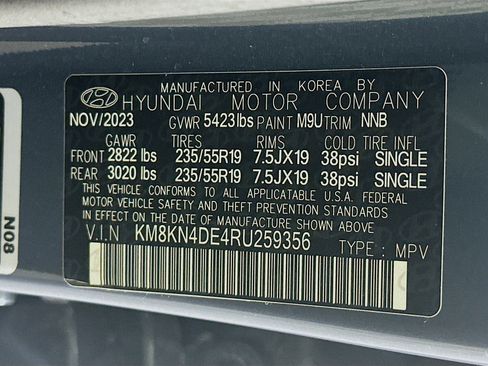 MANUFACTURED IN KOREA BY
HYUNDAI MOTOR COMPANY
NOV/2023 GVWR 5423lbs PAINT M9U TRIM NNB
GAWR TIRES RIMS COLD TIRE INFL
FRONT 2822 lbs 235/55R19 7.5JX19 38psi SINGLE
REAR 3020 lbs 235/55R19 7.5JX19 38psi SINGLE
THIS VEHICLE CONFORMS TO ALL APPLICATABLE U.S.A. FEDERAL
MOTOR VEHICLE SAFETY AND THEFT PREVENTION STANDARDS IN
EFFECT ON THE DATE OF MANUFACTURE SHOWN ABOVE.
V.I.N KM8KN4DE4RU259356
TYPE : MPV
N08